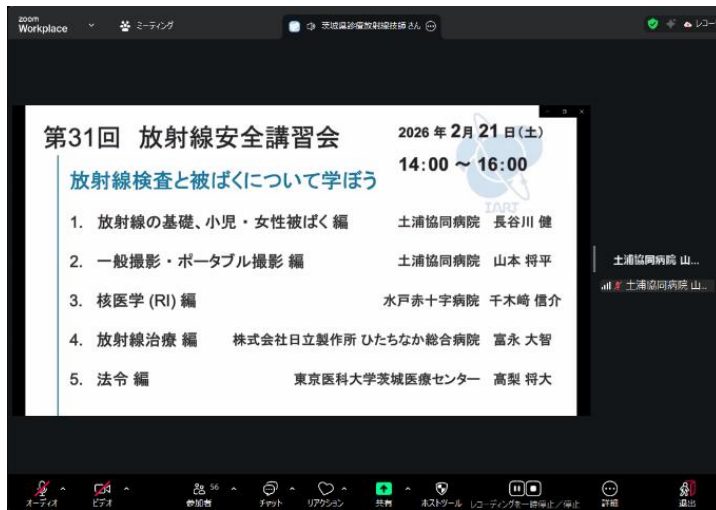 zoom
Workplace
ミーティング
茨城県診療放射線技師 さん
レコー
第31回 放射線安全講習会
2026 年 2月 21 日(土)
14:00 ～ 16:00
放射線検査と被ばくについて学ぼう
IART
1. 放射線の基礎、小児・女性被ばく 編 土浦協同病院 長谷川 健
2. 一般撮影・ポータブル撮影 編 土浦協同病院 山本 将平
3. 核医学 (RI) 編 水戸赤十字病院 千木﨑 信介
4. 放射線治療 編 株式会社日立製作所 ひたちなか総合病院 富永 大智
5. 法令 編 東京医科大学茨城医療センター 高梨 将大
土浦協同病院 山...
土浦協同病院 山...
オーディオ
ビデオ
56
参加者
チャット
リアクション
共有
ホストツール
レコーディングを一時停止／停止
詳細
退出